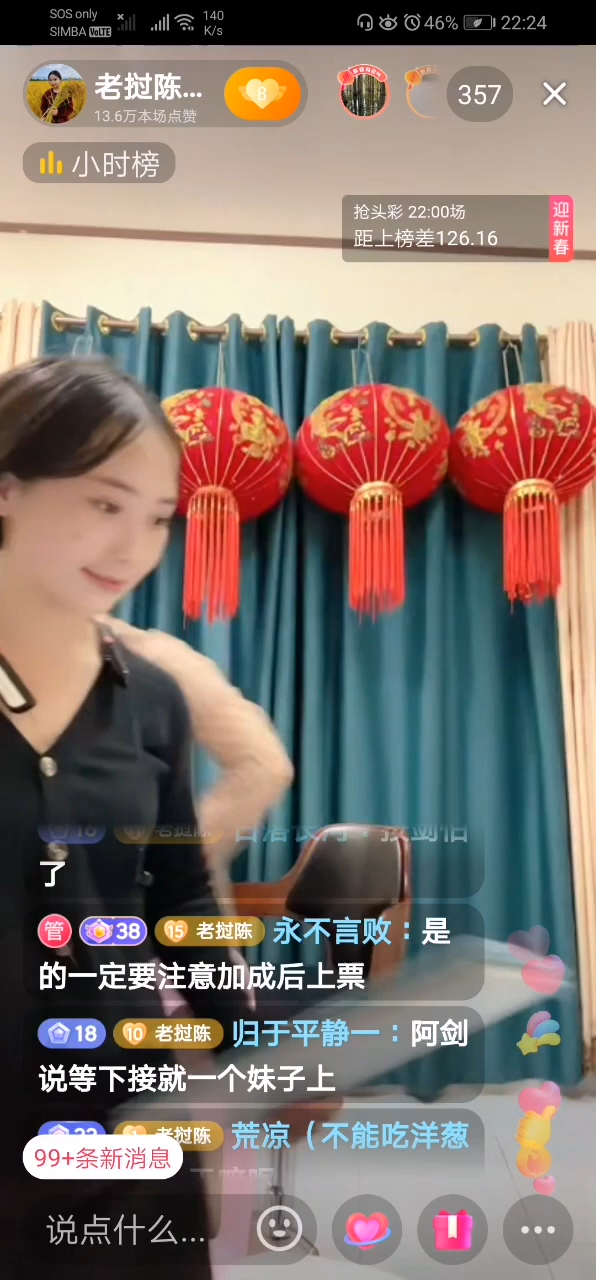 SOS only
SIMBA VoLTE
140
K/s
46% 22:24
老挝陈...
13.6万本场点赞
8
357
小时榜
抢头彩 22:00场
距上榜差126.16
迎新春
了
管 38 15 老挝陈 永不言败：是
的一定要注意加成后上票
18 10 老挝陈 归于平静一：阿剑
说等下接就一个妹子上
老挝陈 荒凉（不能吃洋葱
99+条新消息
说点什么...